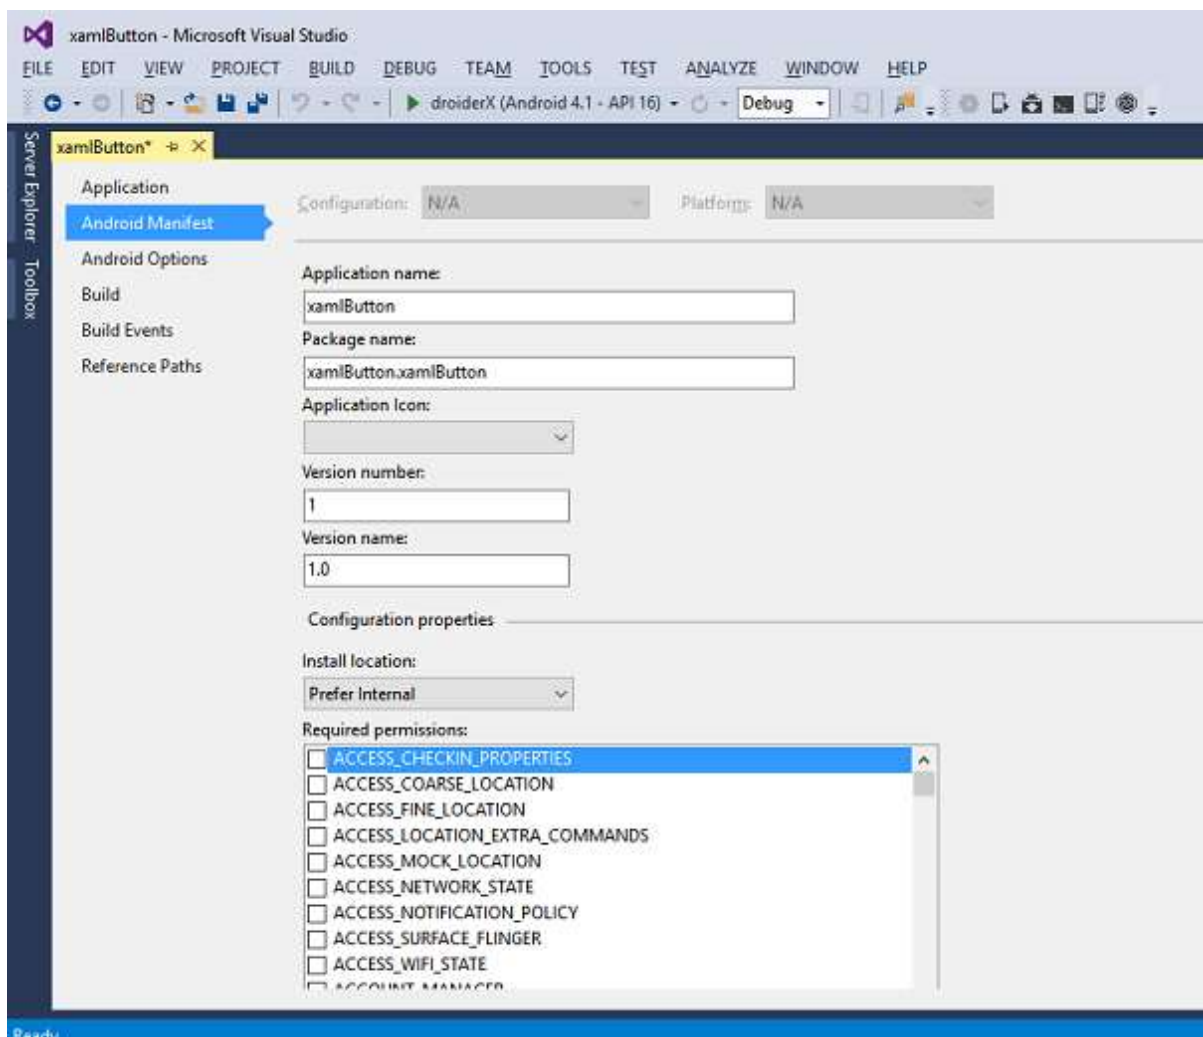 xamlButton - Microsoft Visual Studio
FILE EDIT VIEW PROJECT BUILD DEBUG TEAM TOOLS TEST ANALYZE WINDOW HELP
droiderX (Android 4.1 - API 16) Debug
Server Explorer
Toolbox
xamlButton*
Application
Android Manifest
Android Options
Build
Build Events
Reference Paths
Configuration: N/A Platform: N/A
Application name:
xamlButton
Package name:
xamlButton.xamlButton
Application Icon:
Version number:
1
Version name:
1.0
Configuration properties
Install location:
Prefer Internal
Required permissions:
ACCESS_CHECKIN_PROPERTIES
ACCESS_COARSE_LOCATION
ACCESS_FINE_LOCATION
ACCESS_LOCATION_EXTRA_COMMANDS
ACCESS_MOCK_LOCATION
ACCESS_NETWORK_STATE
ACCESS_NOTIFICATION_POLICY
ACCESS_SURFACE_FLINGER
ACCESS_WIFI_STATE
ACCOUNT_MANAGER
Ready